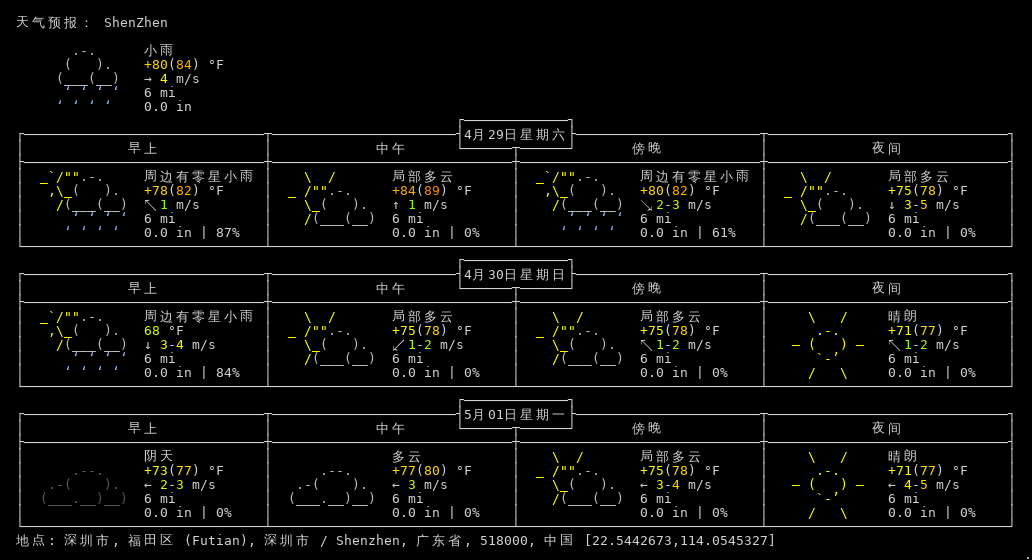 天气预报： ShenZhen
小雨
+80(84) °F
→ 4 m/s
6 mi
0.0 in
4月29日星期六
早上 中午 傍晚 夜间
周边有零星小雨 局部多云 周边有零星小雨 局部多云
+78(82) °F +84(89) °F +80(82) °F +75(78) °F
↖ 1 m/s ↑ 1 m/s ↘ 2-3 m/s ↓ 3-5 m/s
6 mi 6 mi 6 mi 6 mi
0.0 in | 87% 0.0 in | 0% 0.0 in | 61% 0.0 in | 0%
4月30日星期日
早上 中午 傍晚 夜间
周边有零星小雨 局部多云 局部多云 晴朗
68 °F +75(78) °F +75(78) °F +71(77) °F
↓ 3-4 m/s ↙ 1-2 m/s ↖ 1-2 m/s ↖ 1-2 m/s
6 mi 6 mi 6 mi 6 mi
0.0 in | 84% 0.0 in | 0% 0.0 in | 0% 0.0 in | 0%
5月01日星期一
早上 中午 傍晚 夜间
阴天 多云 局部多云 晴朗
+73(77) °F +77(80) °F +75(78) °F +71(77) °F
← 2-3 m/s ← 3 m/s ← 3-4 m/s ← 4-5 m/s
6 mi 6 mi 6 mi 6 mi
0.0 in | 0% 0.0 in | 0% 0.0 in | 0% 0.0 in | 0%
地点: 深圳市, 福田区 (Futian), 深圳市 / Shenzhen, 广东省, 518000, 中国 [22.5442673,114.0545327]